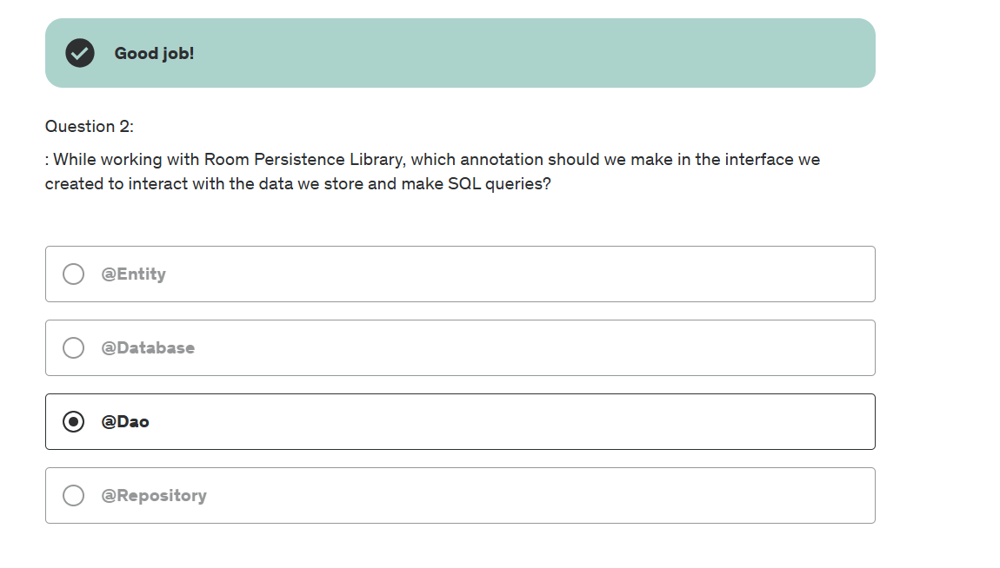 Good job!
Question 2:
: While working with Room Persistence Library, which annotation should we make in the interface we
created to interact with the data we store and make SQL queries?
@Entity
@Database
@Dao
@Repository